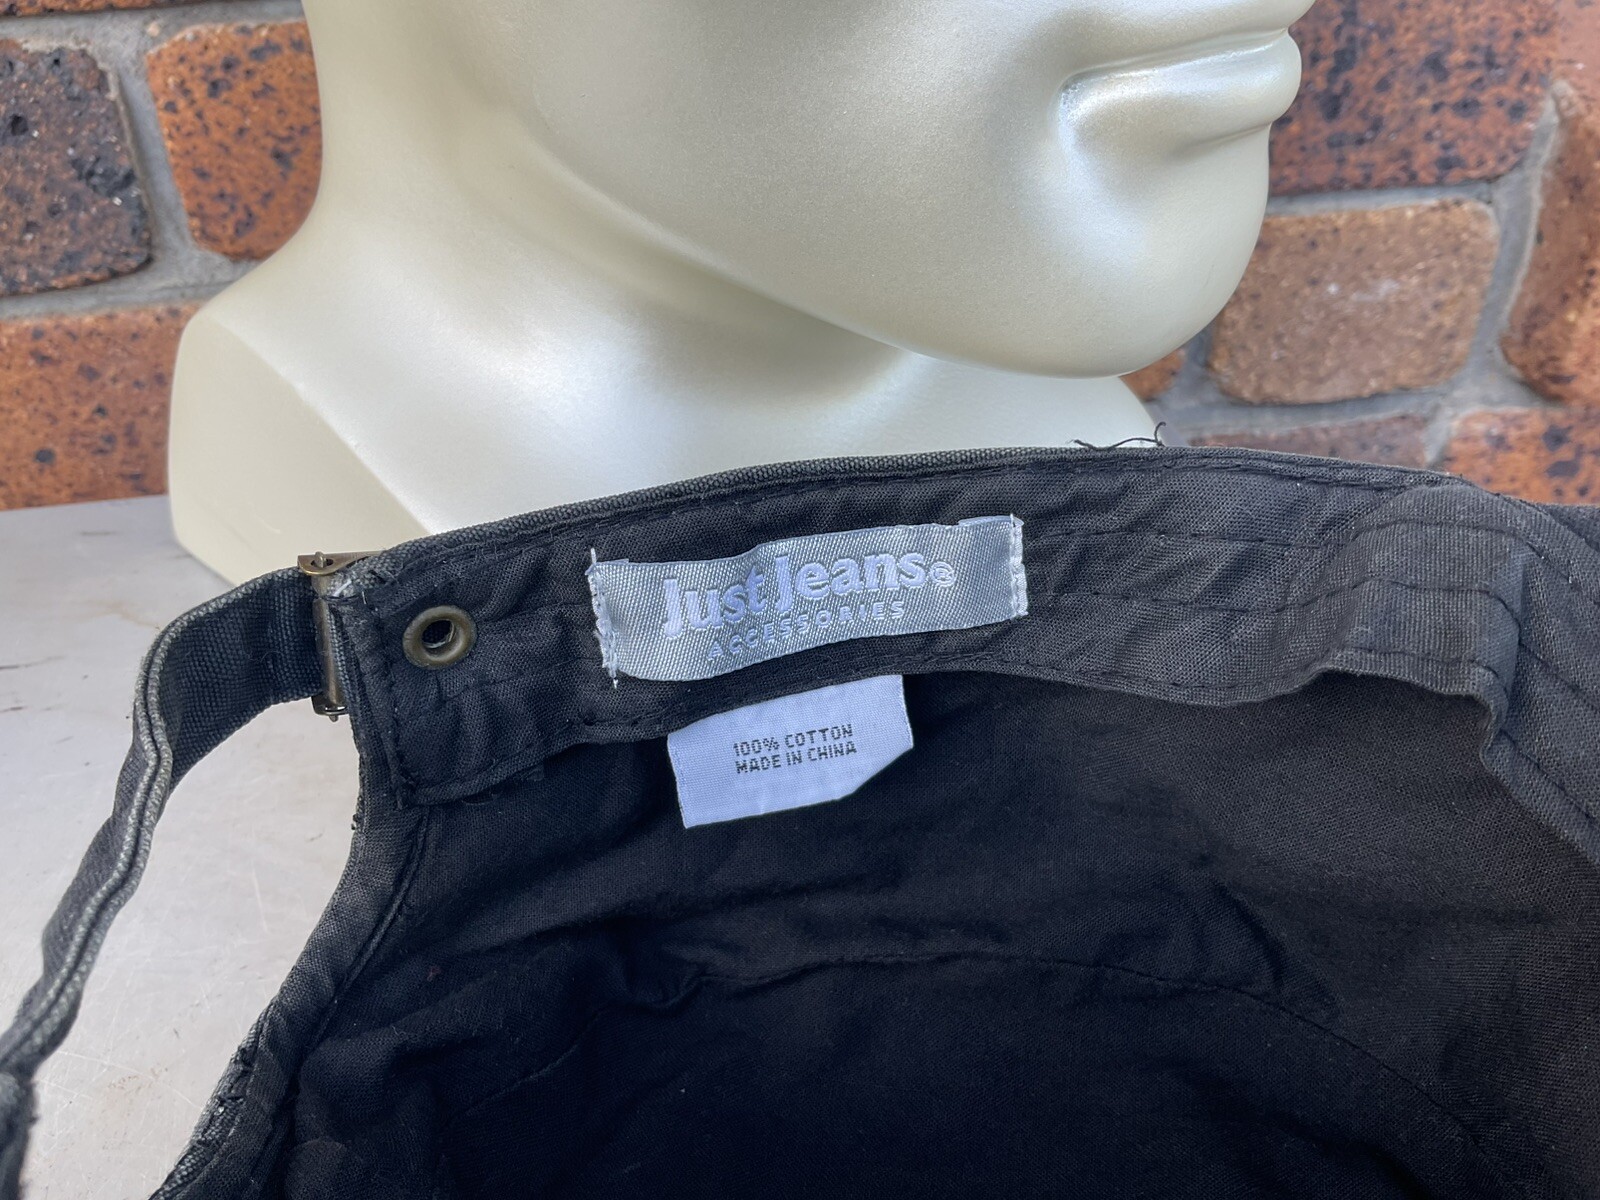 Just Jeans®
ACCESSORIES
100% COTTON
MADE IN CHINA